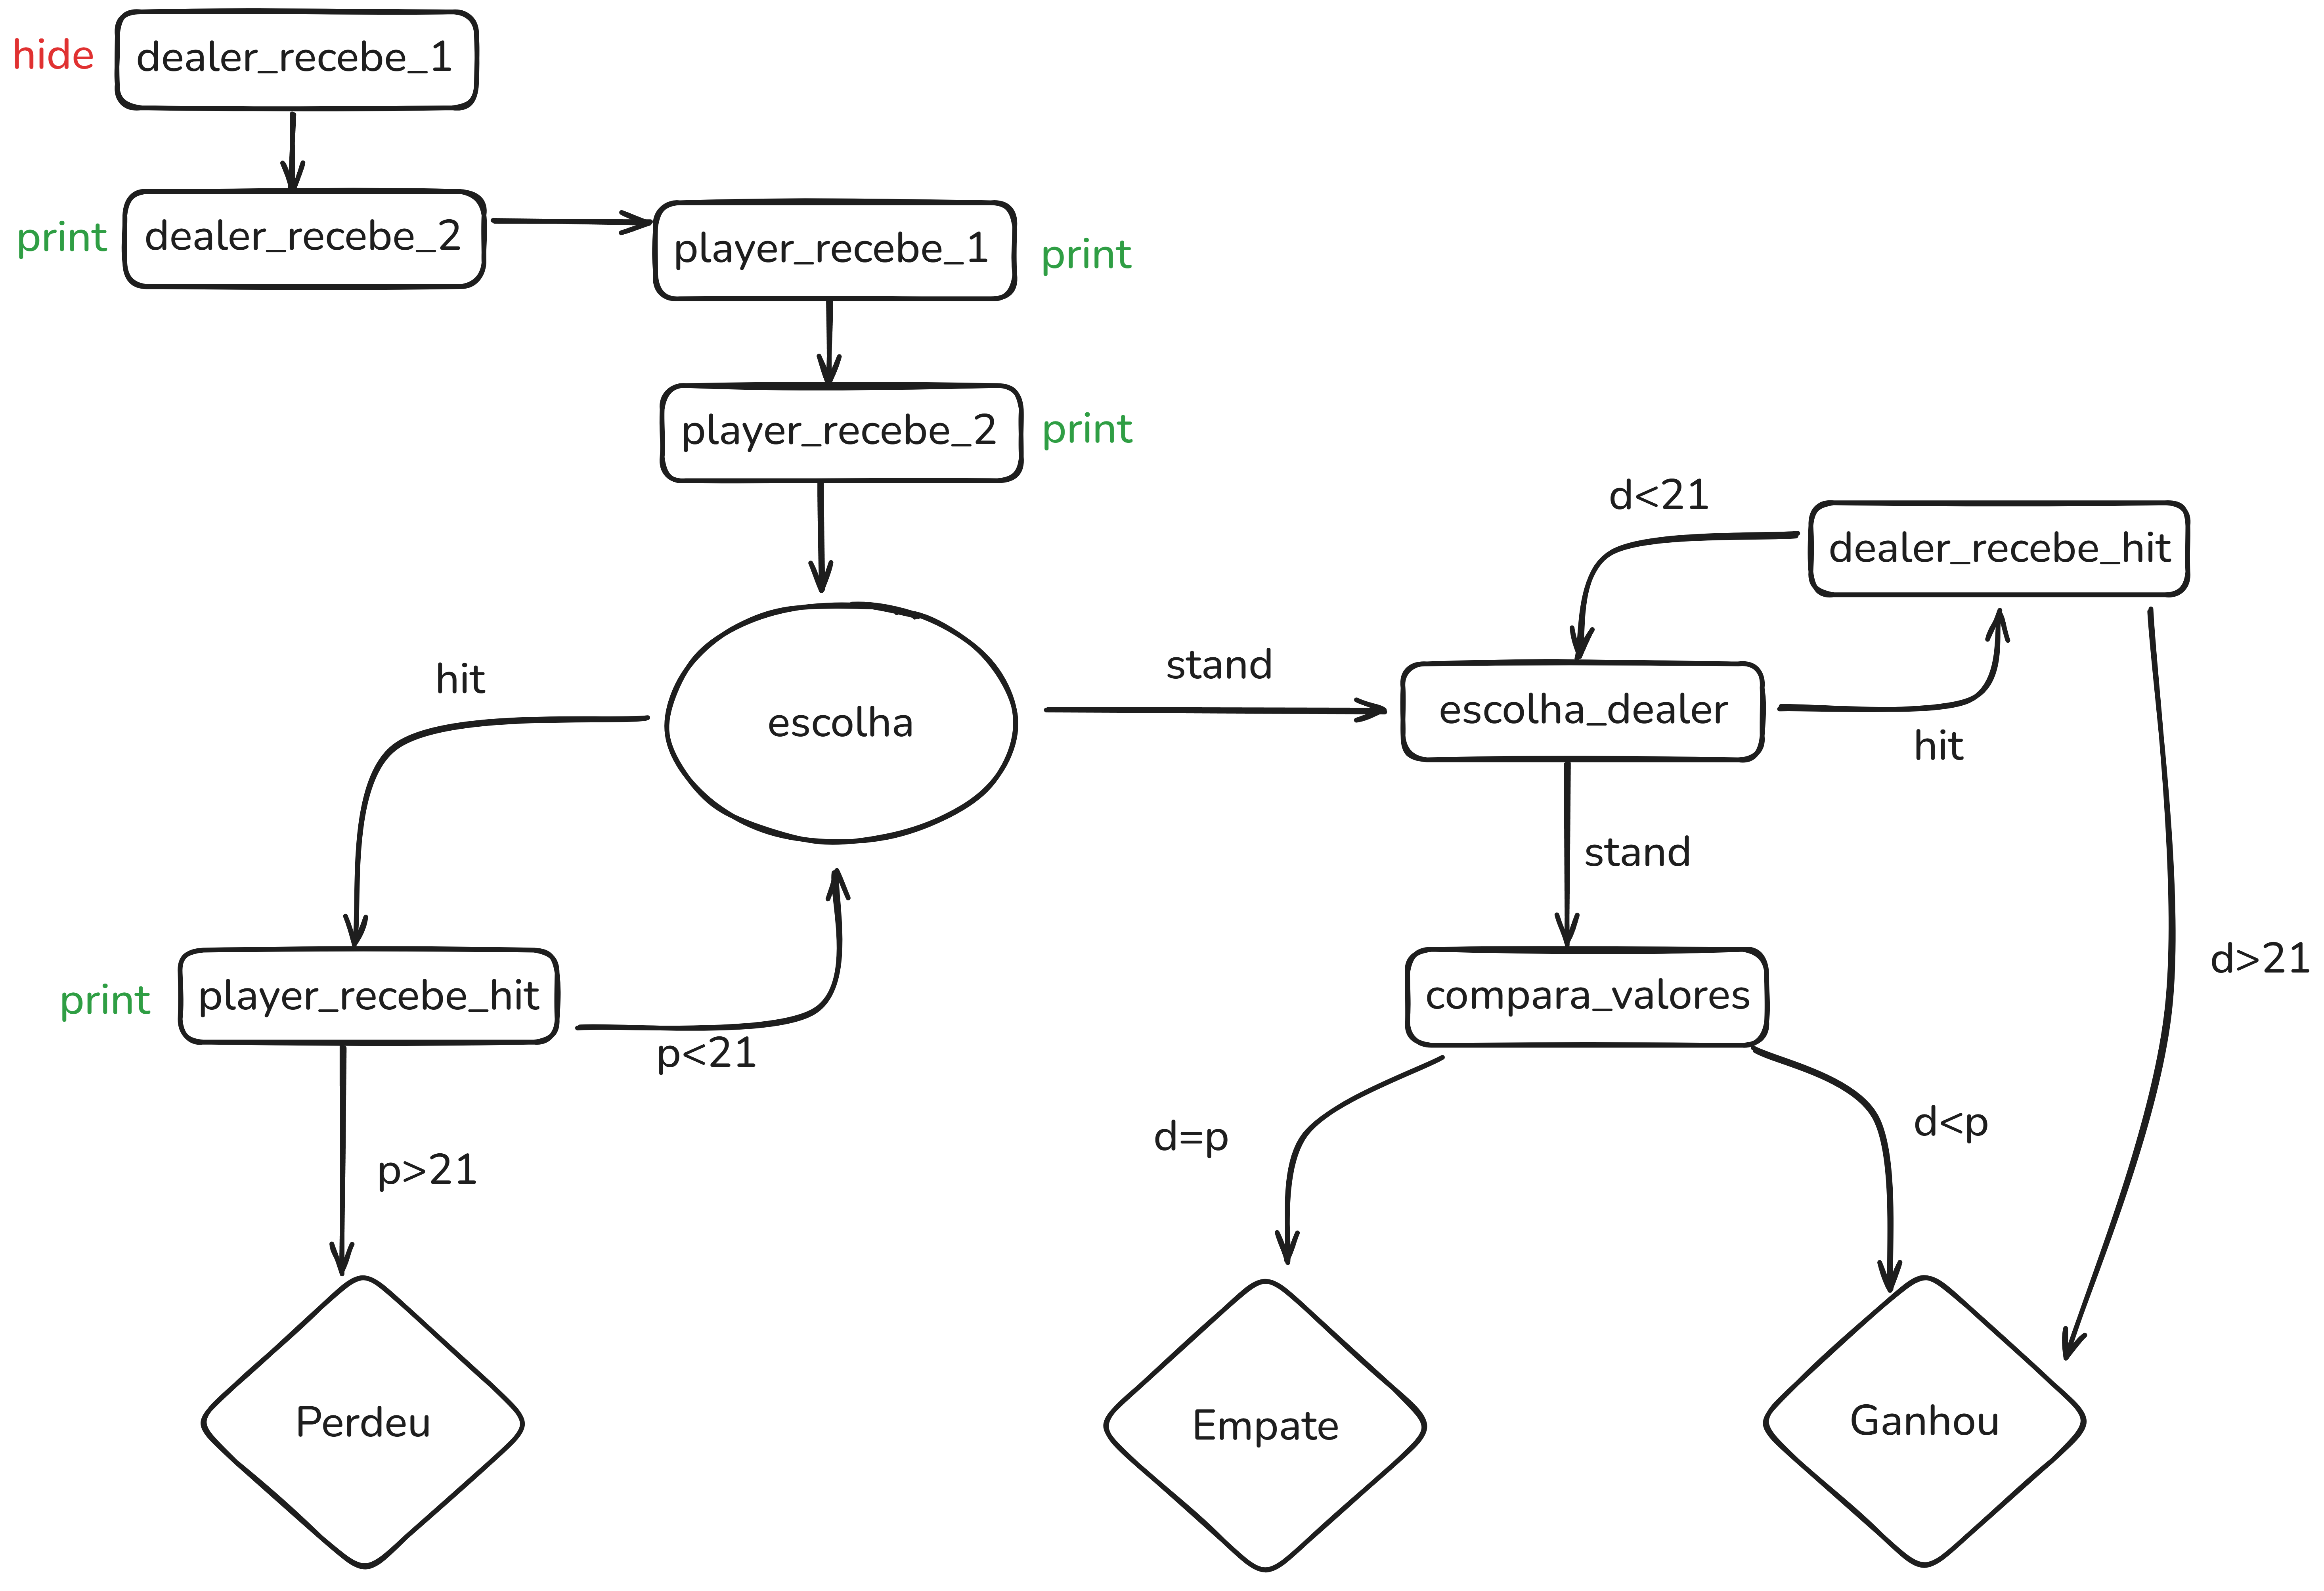 hide
dealer_recebe_1
print
dealer_recebe_2
player_recebe_1
print
player_recebe_2
print
d<21
dealer_recebe_hit
hit
escolha
stand
escolha_dealer
hit
stand
print
player_recebe_hit
p<21
compara_valores
d>21
p>21
d=p
d<p
Perdeu
Empate
Ganhou